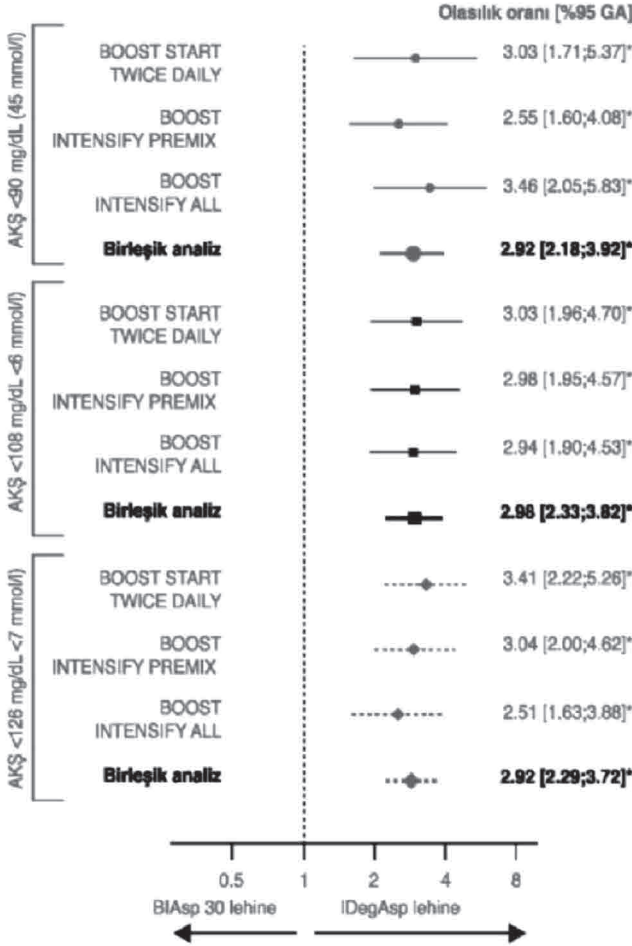 Olasılık oranı [%95 GA]
AKŞ <90 mg/dL (45 mmol/l)
BOOST START
TWICE DAILY
3.03 [1.71;5.37]*
BOOST
INTENSIFY PREMIX
2.55 [1.60;4.08]*
BOOST
INTENSIFY ALL
3.46 [2.05;5.83]*
Birleşik analiz
2.92 [2.18;3.92]*
AKŞ <108 mg/dL <6 mmol/l)
BOOST START
TWICE DAILY
3.03 [1.96;4.70]*
BOOST
INTENSIFY PREMIX
2.98 [1.95;4.57]*
BOOST
INTENSIFY ALL
2.94 [1.90;4.53]*
Birleşik analiz
2.98 [2.33;3.82]*
AKŞ <126 mg/dL <7 mmol/l)
BOOST START
TWICE DAILY
3.41 [2.22;5.26]*
BOOST
INTENSIFY PREMIX
3.04 [2.00;4.62]*
BOOST
INTENSIFY ALL
2.51 [1.63;3.88]*
Birleşik analiz
2.92 [2.29;3.72]*
0.5 1 2 4 8
BIAsp 30 lehine IDegAsp lehine